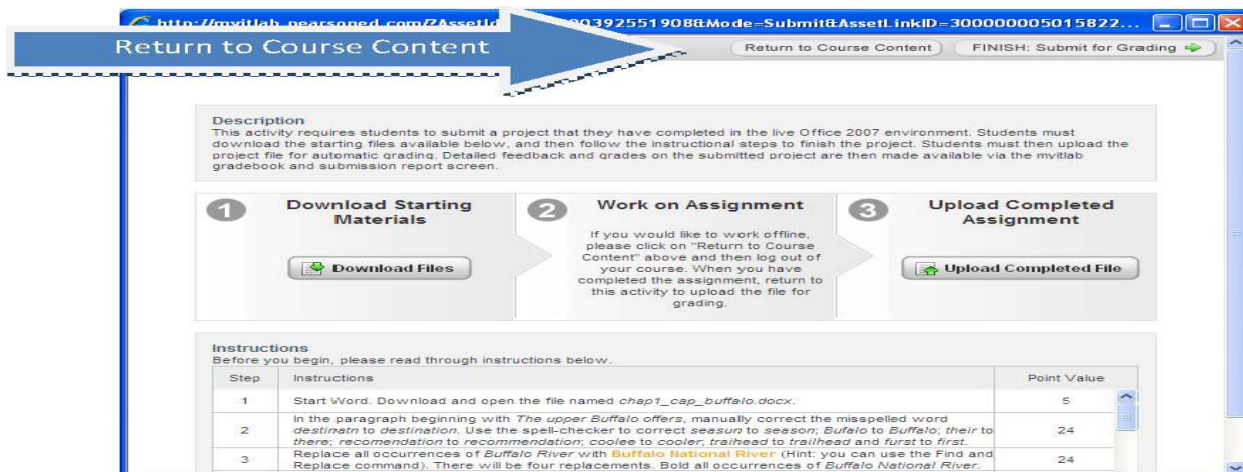 http://myitlab.pearsoned.com/?AssetId 0392551908&Mode=Submit&AssetLinkID=300000005015822...
Return to Course Content
Return to Course Content
FINISH: Submit for Grading
Description
This activity requires students to submit a project that they have completed in the live Office 2007 environment. Students must
download the starting files available below, and then follow the instructional steps to finish the project. Students must then upload the
project file for automatic grading. Detailed feedback and grades on the submitted project are then made available via the myitlab
gradebook and submission report screen.
1
Download Starting
Materials
Download Files
2
Work on Assignment
If you would like to work offline,
please click on "Return to Course
Content" above and then log out of
your course. When you have
completed the assignment, return to
this activity to upload the file for
grading.
3
Upload Completed
Assignment
Upload Completed File
Instructions
Before you begin, please read through instructions below.
Step Instructions Point Value
1 Start Word. Download and open the file named chap1_cap_buffalo.docx. 5
In the paragraph beginning with The upper Buffalo offers, manually correct the misspelled word
2 destinatn to destination. Use the spell-checker to correct seasun to season; Bufalo to Buffalo; their to 24
there; recomendation to recommendation; coolee to cooler; trailhead to trailhead and furst to first.
Replace all occurrences of Buffalo River with Buffalo National River (Hint: you can use the Find and
3 Replace command). There will be four replacements. Bold all occurrences of Buffalo National River. 24